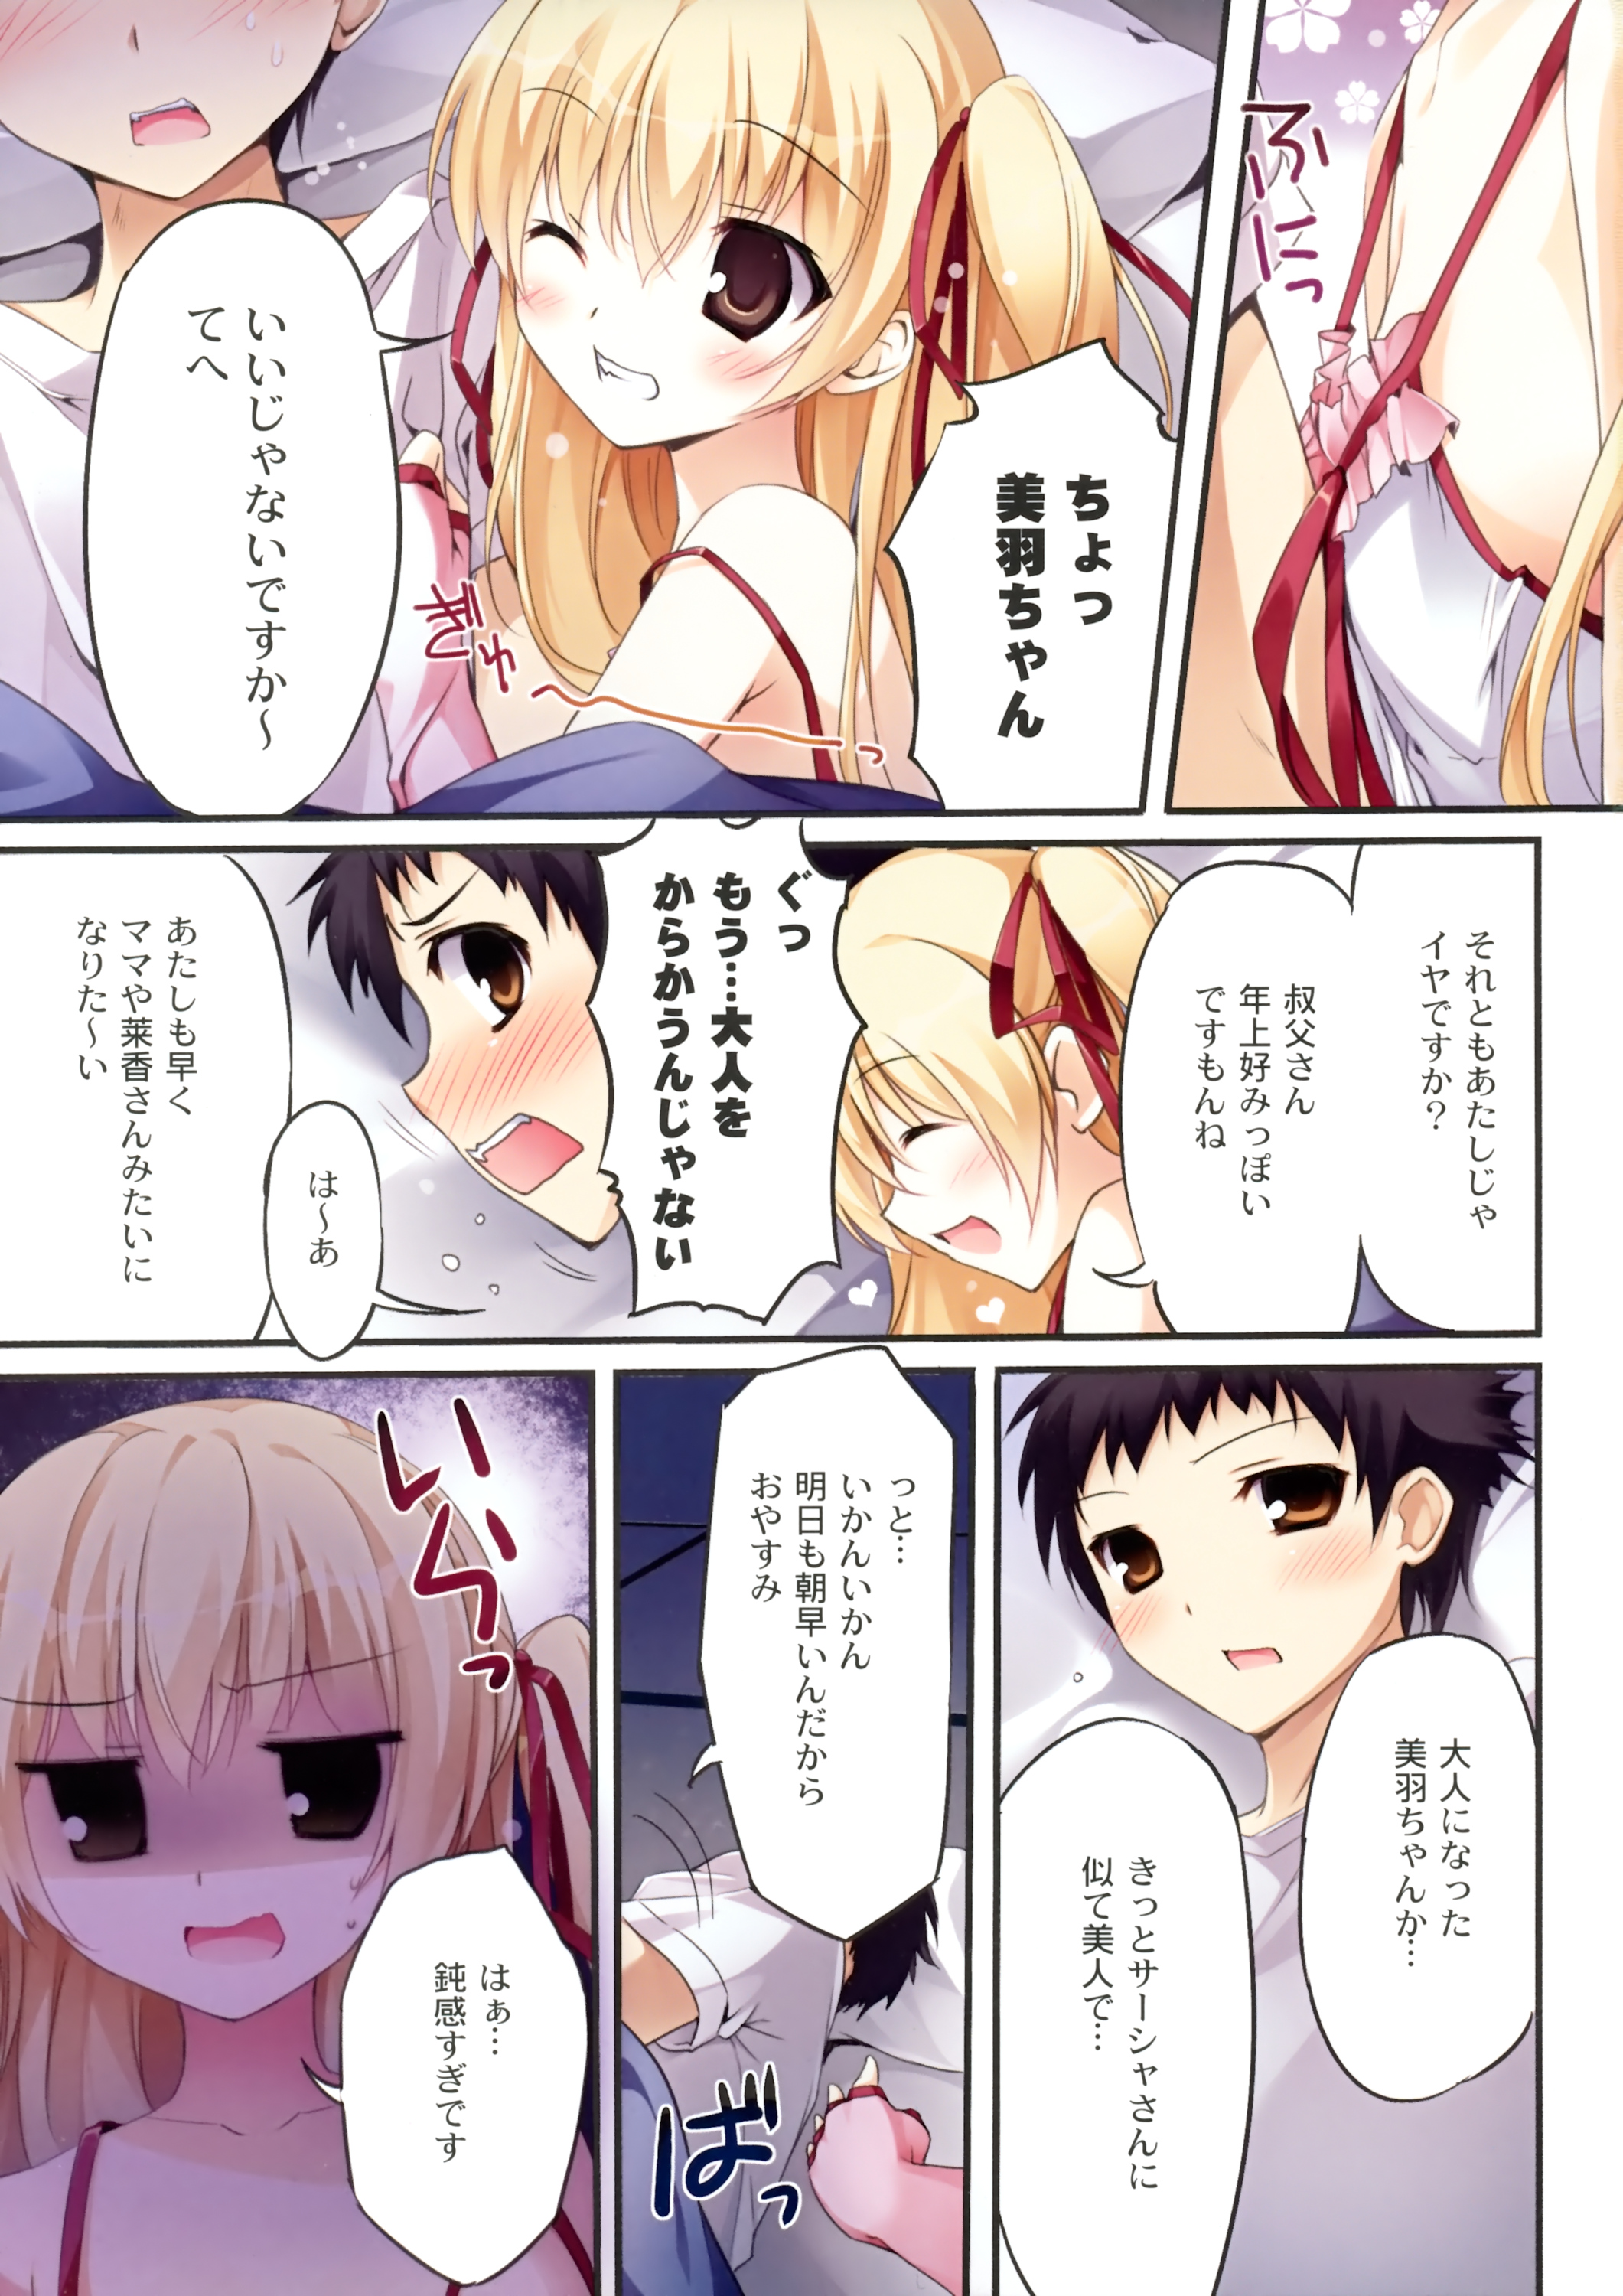 ふにっ
ちょっ
美羽ちゃん
いいじゃないですか～
てへ
ぎゅ～っ
それともあたしじゃ
イヤですか?
叔父さん
年上好みっぽい
ですもんね
ぐっ
もう…大人を
からかうんじゃない
は～あ
あたしも早く
ママや莱香さんみたいに
なりた～い
大人になった
美羽ちゃんか…
きっとサーシャさんに
似て美人で…
っと…
いかんいかん
明日も朝早いんだから
おやすみ
ばっ
いらっ
はぁ…
鈍感すぎです